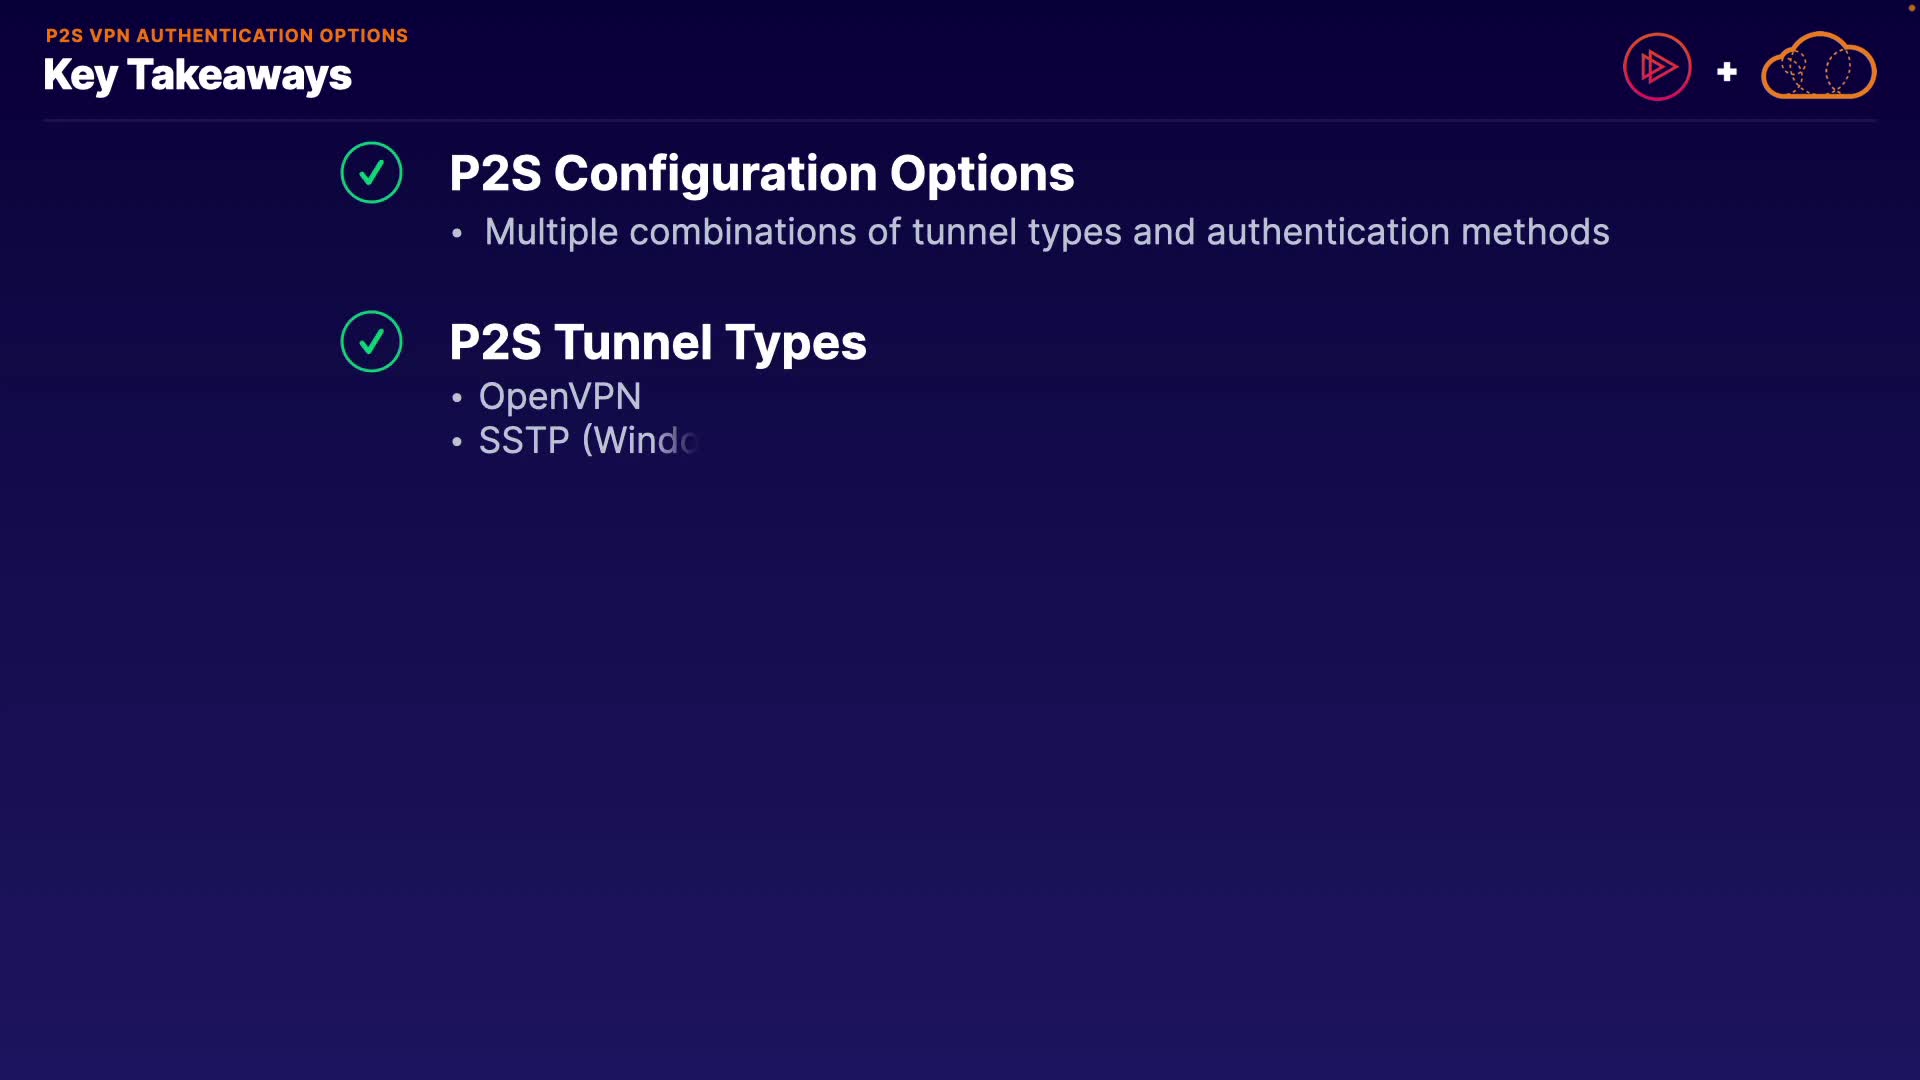 P2S VPN AUTHENTICATION OPTIONS
Key Takeaways
P2S Configuration Options
• Multiple combinations of tunnel types and authentication methods
P2S Tunnel Types
• OpenVPN
• SSTP (Windo